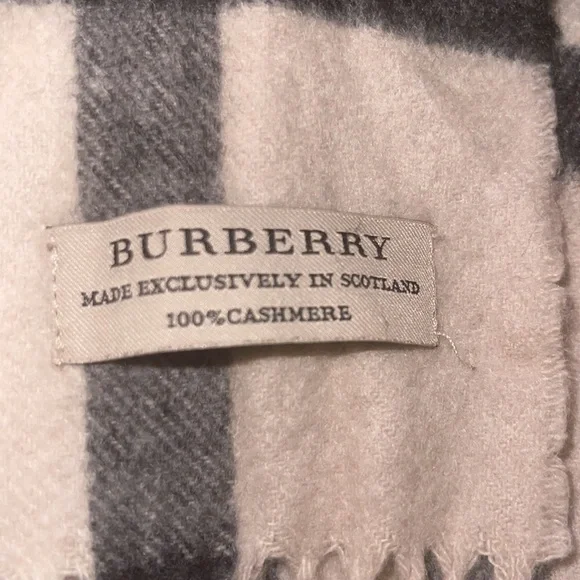 BURBERRY
MADE EXCLUSIVELY IN SCOTLAND
100%CASHMERE